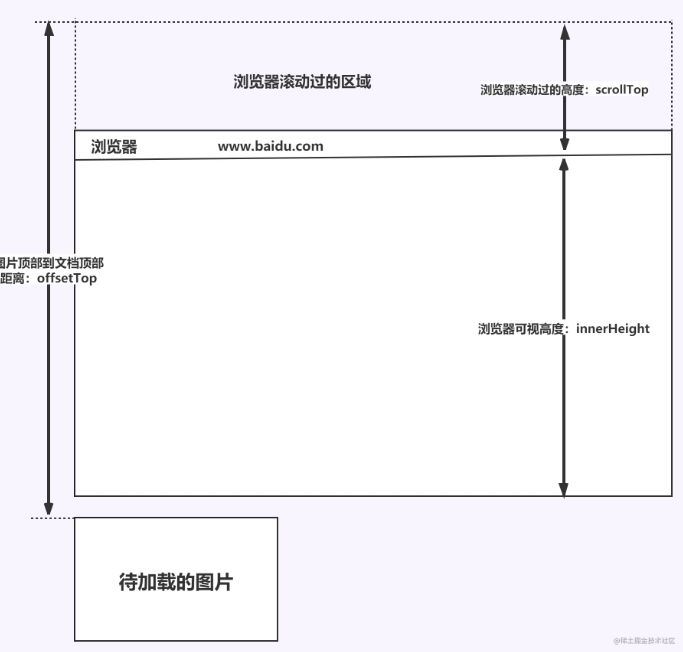 浏览器滚动过的区域
浏览器滚动过的高度：scrollTop
浏览器
www.baidu.com
图片顶部到文档顶部
距离：offsetTop
浏览器可视高度：innerHeight
待加载的图片
@稀土掘金技术社区